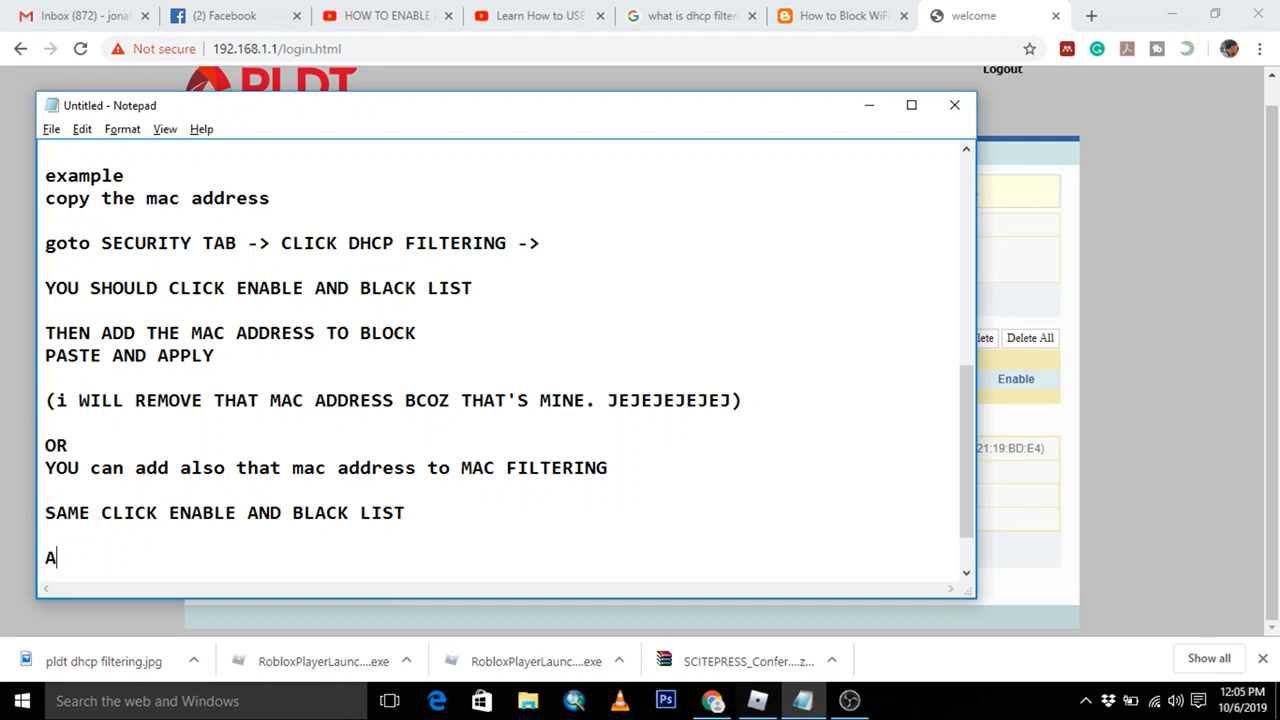 Inbox (872) - jona
(2) Facebook
HOW TO ENABLE
Learn How to USE
what is dhcp filter
How to Block WiF
welcome
Not secure
192.168.1.1/login.html
PLDT
Logout
Untitled - Notepad
File Edit Format View Help
example
copy the mac address
goto SECURITY TAB -> CLICK DHCP FILTERING ->
YOU SHOULD CLICK ENABLE AND BLACK LIST
THEN ADD THE MAC ADDRESS TO BLOCK
PASTE AND APPLY
(i WILL REMOVE THAT MAC ADDRESS BCOZ THAT'S MINE. JEJEJEJEJEJ)
OR
YOU can add also that mac address to MAC FILTERING
SAME CLICK ENABLE AND BLACK LIST
A
lete
Delete All
Enable
21:19:BD:E4)
pldt dhcp filtering.jpg
RobloxPlayerLaunc....exe
RobloxPlayerLaunc....exe
SCITEPRESS_Confer....z...
Show all
Search the web and Windows
Ps
12:05 PM
10/6/2019